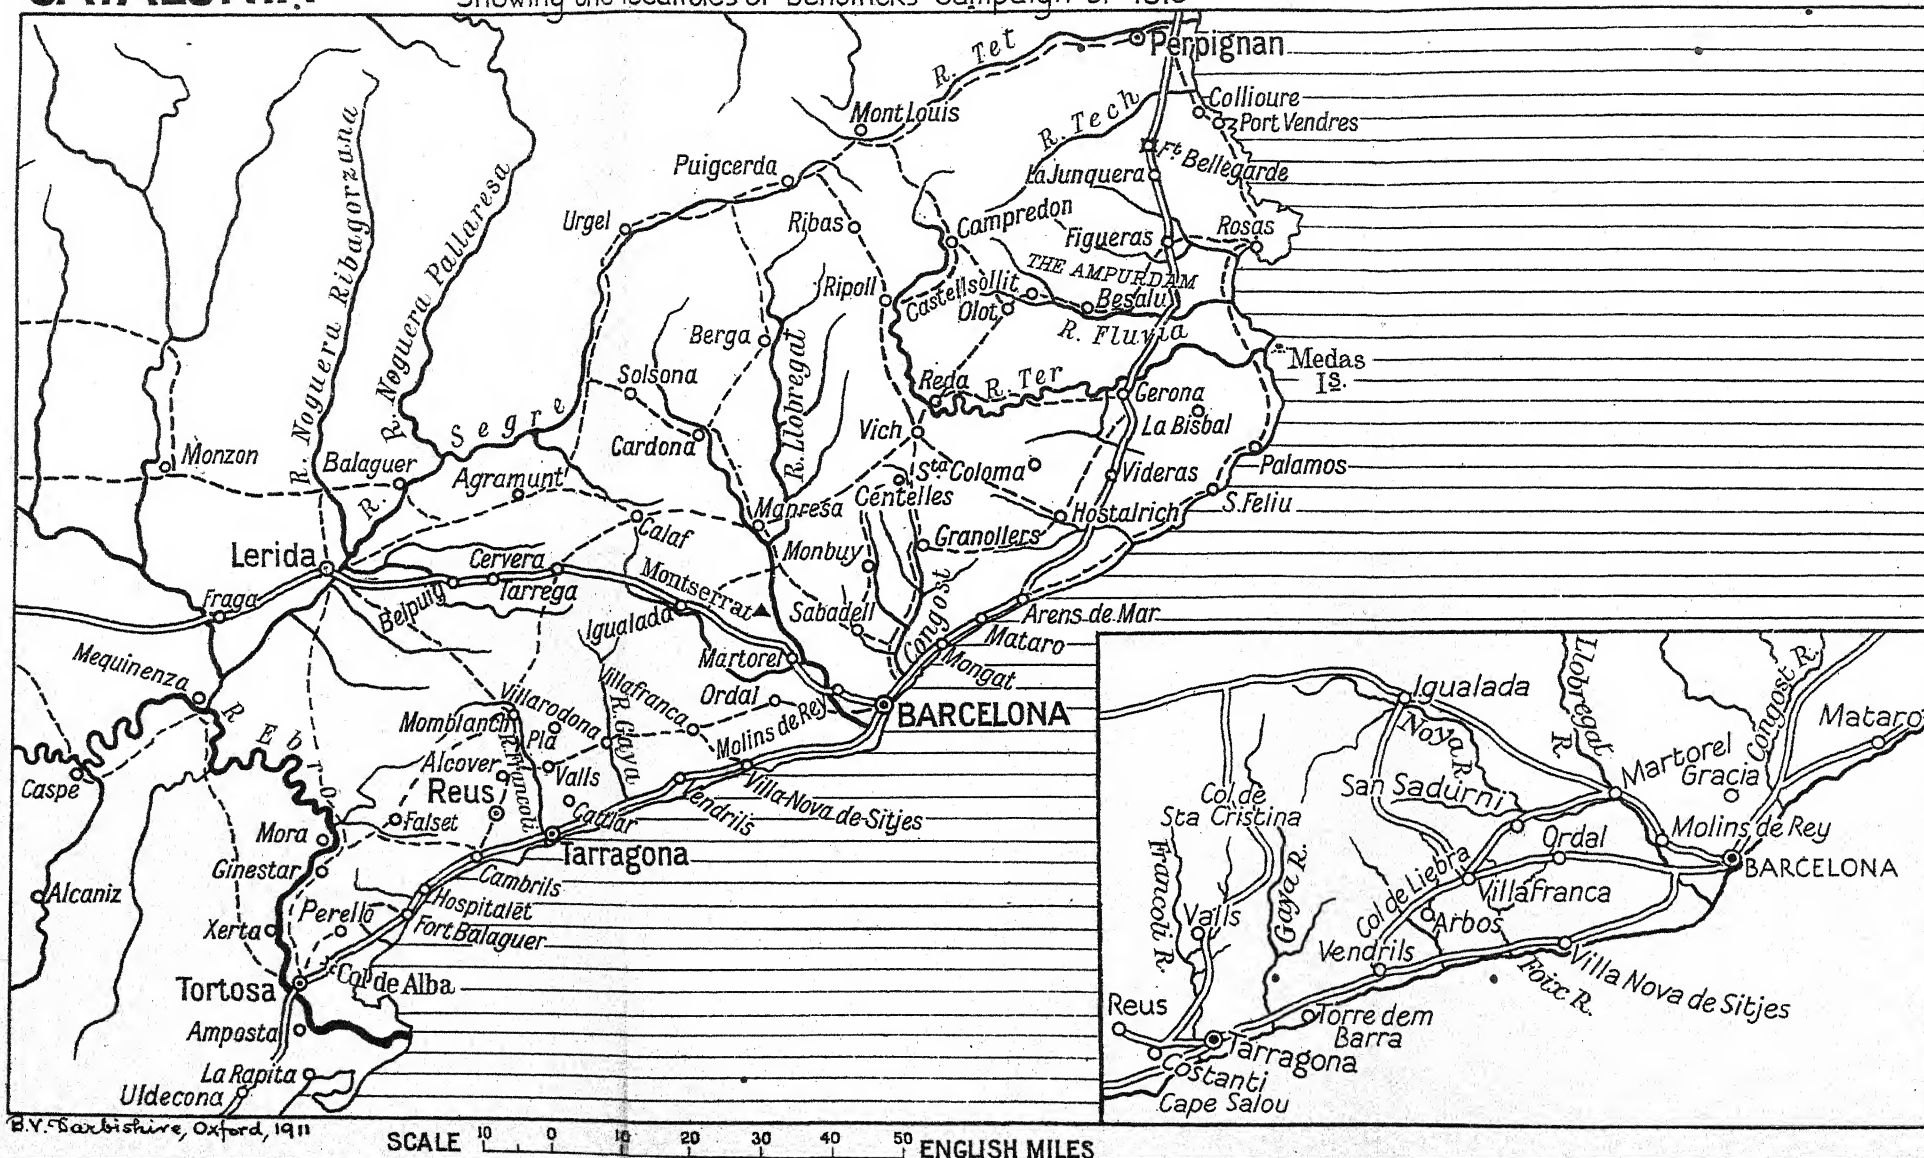 Perpignan
R. Tet
Collioure
Port Vendres
Mont Louis
R. Tech
Ft. Bellegarde
La Junquera
Puigcerda
Urgel
Ribas
Campredon
Figueras
Rosas
THE AMPURDAM
Castellsollit
Besalu
Olot
Ripoll
R. Fluvia
R. Noguera Ribagorzana
R. Noguera Pallaresa
Berga
R. Llobregat
Medas
Is.
Solsona
Reda
R. Ter
Gerona
La Bisbal
R. Segre
Cardona
Vich
Monzon
Balaguer
Agramunt
Sta. Coloma
Videras
Palamos
Centelles
S. Feliu
Manresa
Calaf
Hostalrich
Granollers
Lerida
Cervera
Monbuy
Montserrat
Fraga
Belpuig
Tarrega
Igualada
Sabadell
Congost
Arens de Mar
Mataro
Mongat
Martorel
Mequinenza
R. Ebro
Villarodona
Villafranca
Ordal
BARCELONA
Momblanch
Pla
R. Gaya
Molins de Rey
R. Francoli
Alcover
Valls
Caspe
Reus
Villa-Nova-de-Sitjes
Vendrils
Catlar
Falset
Mora
Tarragona
Ginestar
Cambrils
Alcaniz
Hospitalet
Perello
Xerta
Fort Balaguer
Tortosa
Col de Alba
Amposta
La Rapita
Uldecona
Igualada
Llobregat R.
Congost R.
Noya R.
Mataro
Martorel
Gracia
San Sadurni
Col de
Sta Cristina
Ordal
Molins de Rey
BARCELONA
Francoli R.
Gaya R.
Col de Liebra
Villafranca
Valls
Arbos
Vendrils
Foix R.
Villa Nova de Sitjes
Reus
Torre dem
Barra
Tarragona
Costanti
Cape Salou
B.V. Darbishire, Oxford, 1911
SCALE 10 0 10 20 30 40 50 ENGLISH MILES